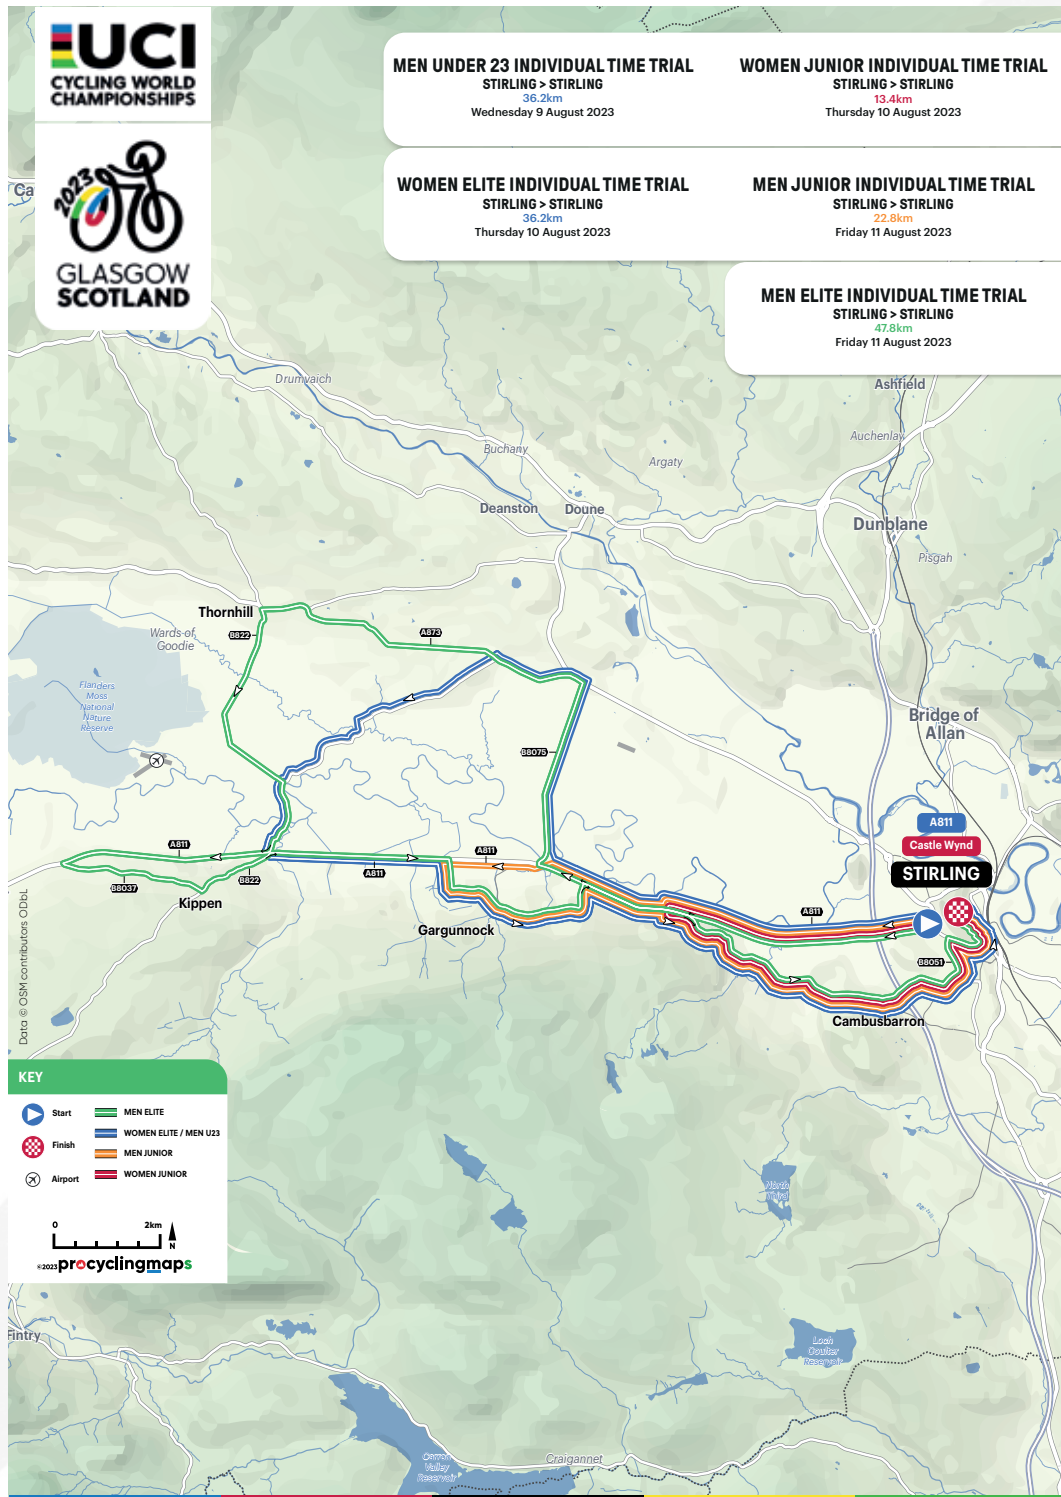 UCI
CYCLING WORLD
CHAMPIONSHIPS
2023
GLASGOW
SCOTLAND
MEN UNDER 23 INDIVIDUAL TIME TRIAL
STIRLING > STIRLING
36.2km
Wednesday 9 August 2023
WOMEN JUNIOR INDIVIDUAL TIME TRIAL
STIRLING > STIRLING
13.4km
Thursday 10 August 2023
WOMEN ELITE INDIVIDUAL TIME TRIAL
STIRLING > STIRLING
36.2km
Thursday 10 August 2023
MEN JUNIOR INDIVIDUAL TIME TRIAL
STIRLING > STIRLING
22.8km
Friday 11 August 2023
MEN ELITE INDIVIDUAL TIME TRIAL
STIRLING > STIRLING
47.8km
Friday 11 August 2023
Ca
Drumvaich
Ashfield
Auchenlay
Buchany
Argaty
Deanston
Doune
Dunblane
Pisgah
Thornhill
B822
A873
Wards-of-
Goodie
Flanders
Moss
National
Nature
Reserve
Bridge of
Allan
B8075
A811
Castle Wynd
STIRLING
A811
A811
A811
B8037
B822
Kippen
A811
Gargunnock
B8051
Cambusbarron
Data © OSM contributors ODbL
KEY
Start
MEN ELITE
WOMEN ELITE / MEN U23
Finish
MEN JUNIOR
Airport
WOMEN JUNIOR
0
2km
N
©2023 procyclingmaps
North
Third
Fintry
Loch
Coulter
Reservoir
Carron
Valley
Reservoir
Craigannet